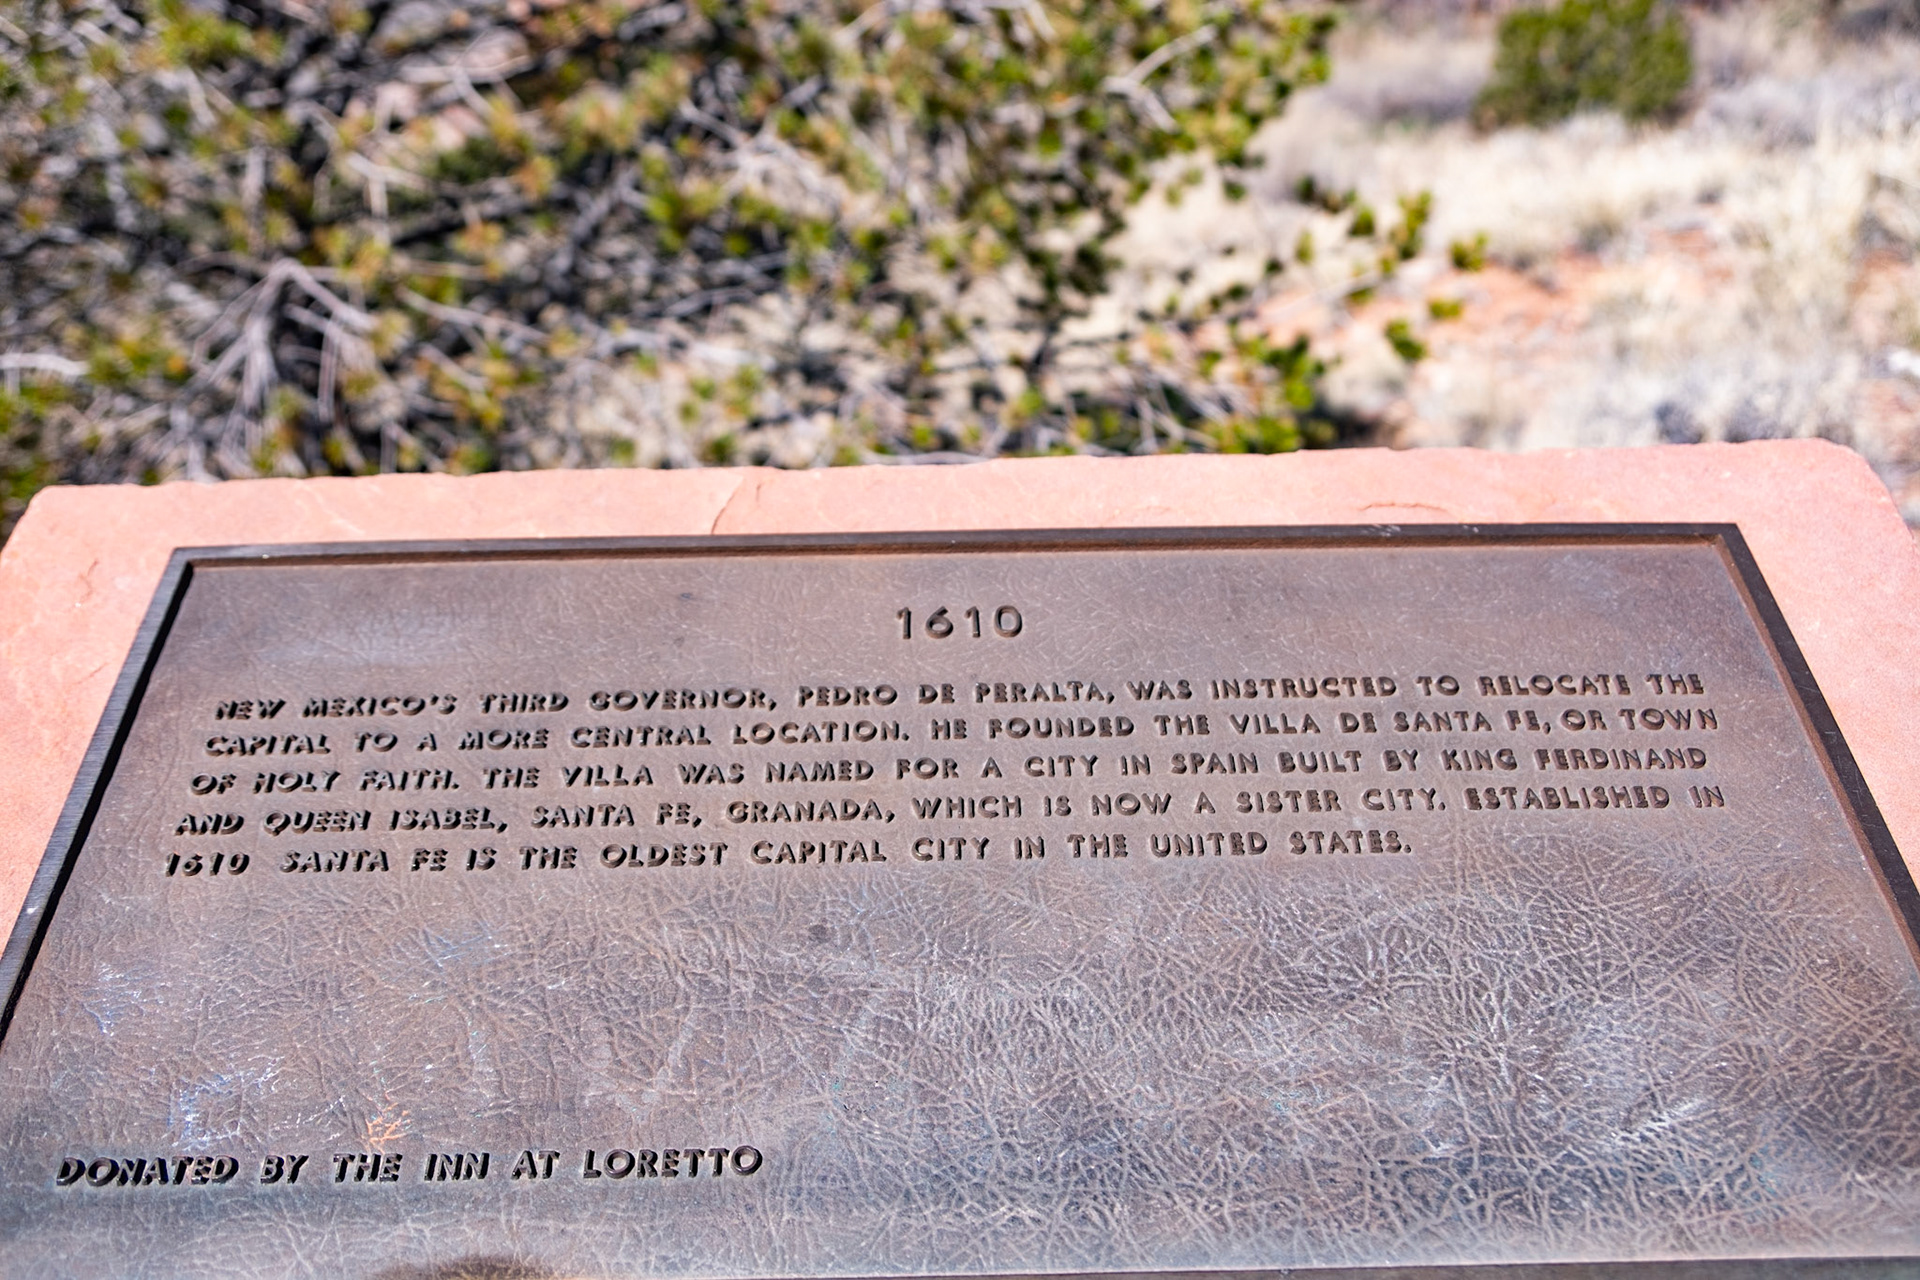 1610
NEW MEXICO'S THIRD GOVERNOR, PEDRO DE PERALTA, WAS INSTRUCTED TO RELOCATE THE
CAPITAL TO A MORE CENTRAL LOCATION. HE FOUNDED THE VILLA DE SANTA FE, OR TOWN
OF HOLY FAITH. THE VILLA WAS NAMED FOR A CITY IN SPAIN BUILT BY KING FERDINAND
AND QUEEN ISABEL, SANTA FE, GRANADA, WHICH IS NOW A SISTER CITY. ESTABLISHED IN
1610 SANTA FE IS THE OLDEST CAPITAL CITY IN THE UNITED STATES.
DONATED BY THE INN AT LORETTO